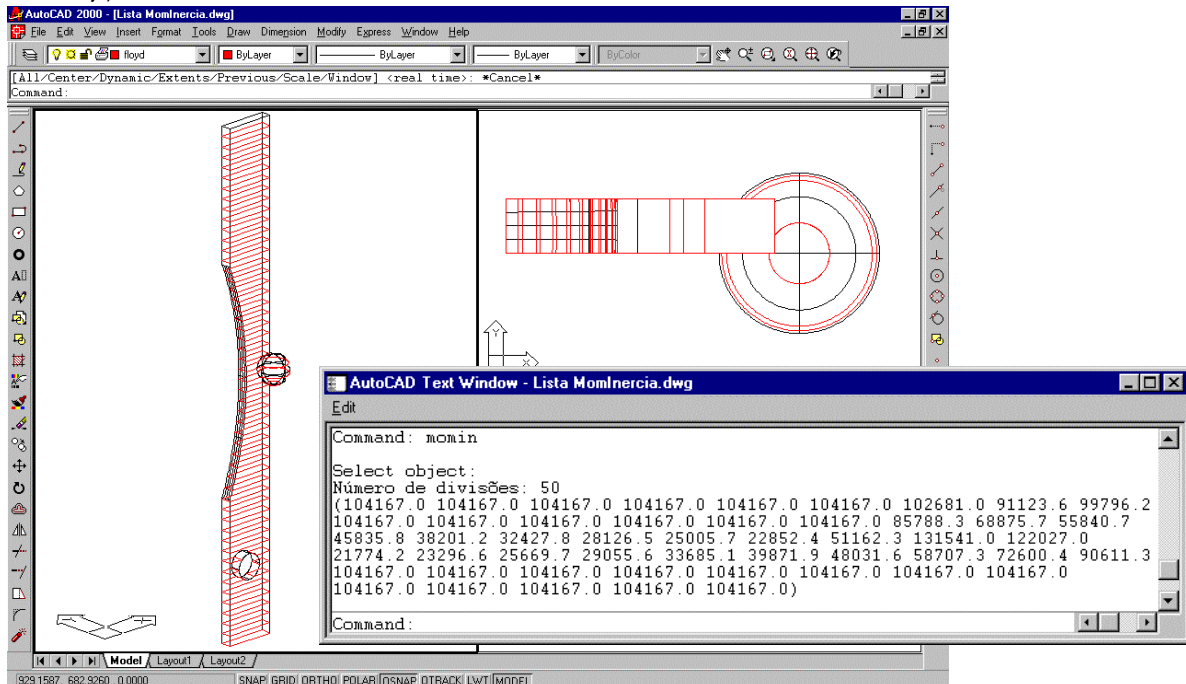 AutoCAD 2000 - [Lista MomInercia.dwg]
File Edit View Insert Format Tools Draw Dimension Modify Express Window Help
floyd ByLayer ByLayer ByLayer ByColor
[All/Center/Dynamic/Extents/Previous/Scale/Window] <real time>: *Cancel*
Command:
Y
X
AutoCAD Text Window - Lista MomInercia.dwg
Edit
Command: momin
Select object:
Número de divisões: 50
(104167.0 104167.0 104167.0 104167.0 104167.0 104167.0 102681.0 91123.6 99796.2
104167.0 104167.0 104167.0 104167.0 104167.0 104167.0 85788.3 68875.7 55840.7
45835.8 38201.2 32427.8 28126.5 25005.7 22852.4 51162.3 131541.0 122027.0
21774.2 23296.6 25669.7 29055.6 33685.1 39871.9 48031.6 58707.3 72600.4 90611.3
104167.0 104167.0 104167.0 104167.0 104167.0 104167.0 104167.0 104167.0
104167.0 104167.0 104167.0 104167.0 104167.0)
Command:
Model Layout1 Layout2
929.1587, 682.9260, 0.0000 SNAP GRID ORTHO POLAR OSNAP OTRACK LWT MODEL